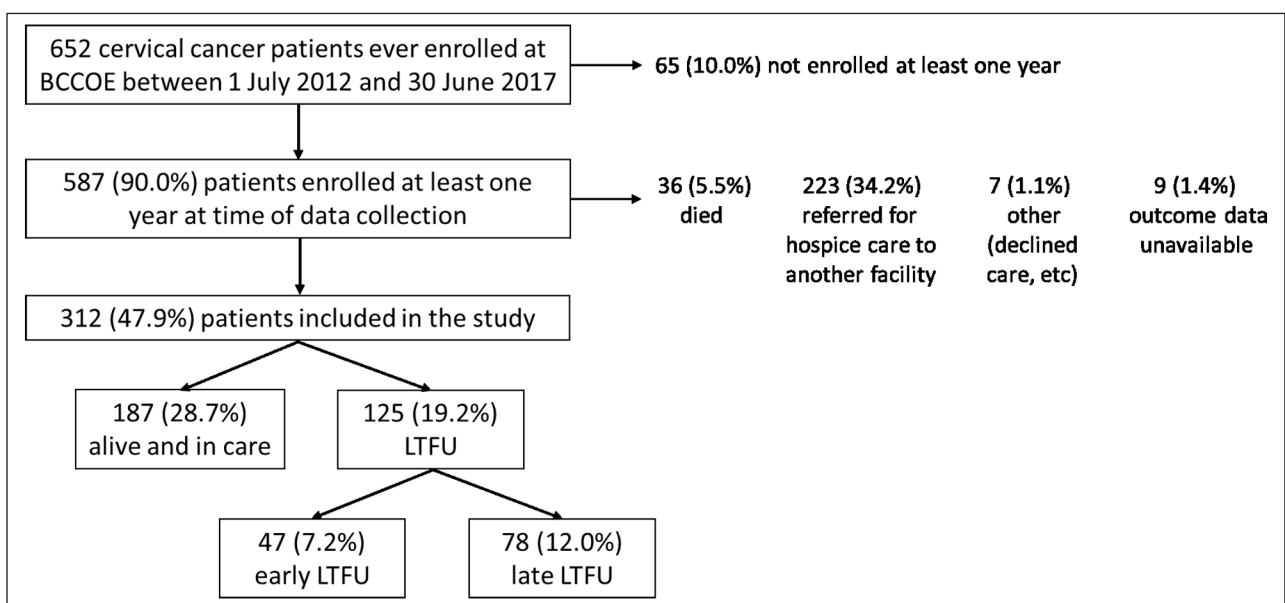 652 cervical cancer patients ever enrolled at
BCCOE between 1 July 2012 and 30 June 2017
65 (10.0%) not enrolled at least one year
587 (90.0%) patients enrolled at least one
year at time of data collection
36 (5.5%)
died
223 (34.2%)
referred for
hospice care to
another facility
7 (1.1%)
other
(declined
care, etc)
9 (1.4%)
outcome data
unavailable
312 (47.9%) patients included in the study
187 (28.7%)
alive and in care
125 (19.2%)
LTFU
47 (7.2%)
early LTFU
78 (12.0%)
late LTFU